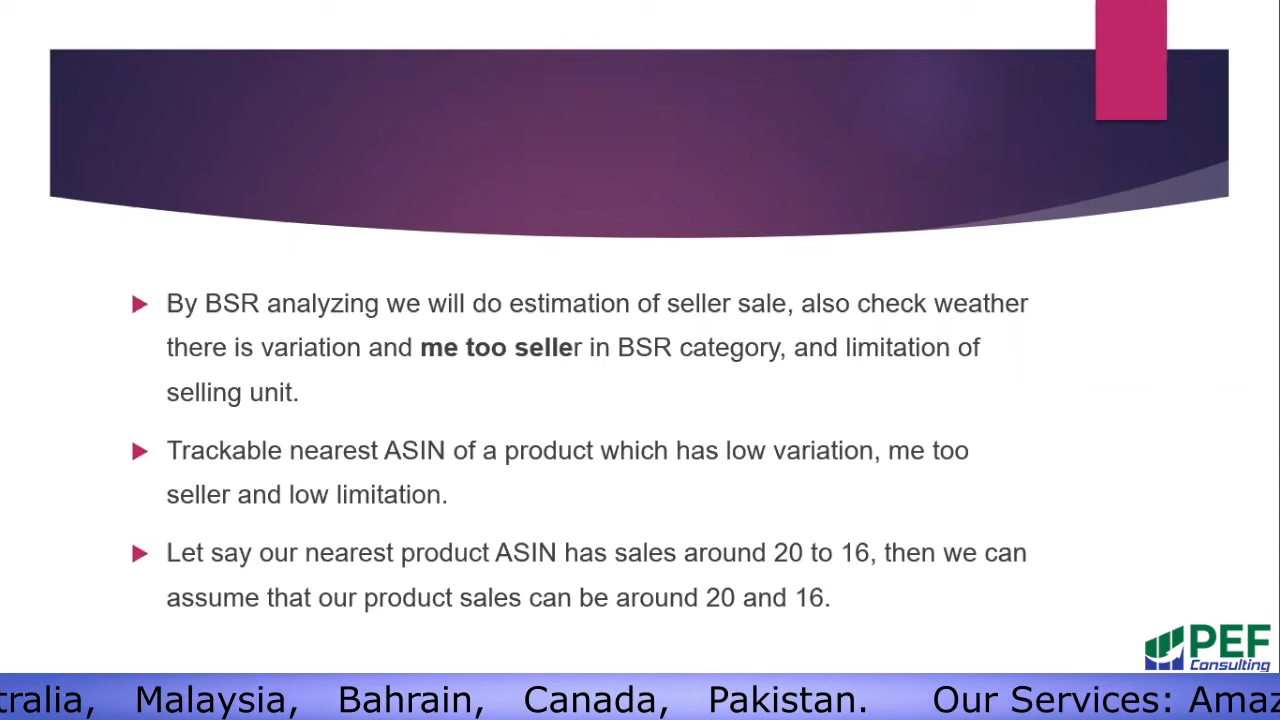 By BSR analyzing we will do estimation of seller sale, also check weather
there is variation and me too seller in BSR category, and limitation of
selling unit.
Trackable nearest ASIN of a product which has low variation, me too
seller and low limitation.
Let say our nearest product ASIN has sales around 20 to 16, then we can
assume that our product sales can be around 20 and 16.
PEF
Consulting
tralia, Malaysia, Bahrain, Canada, Pakistan. Our Services: Amaz